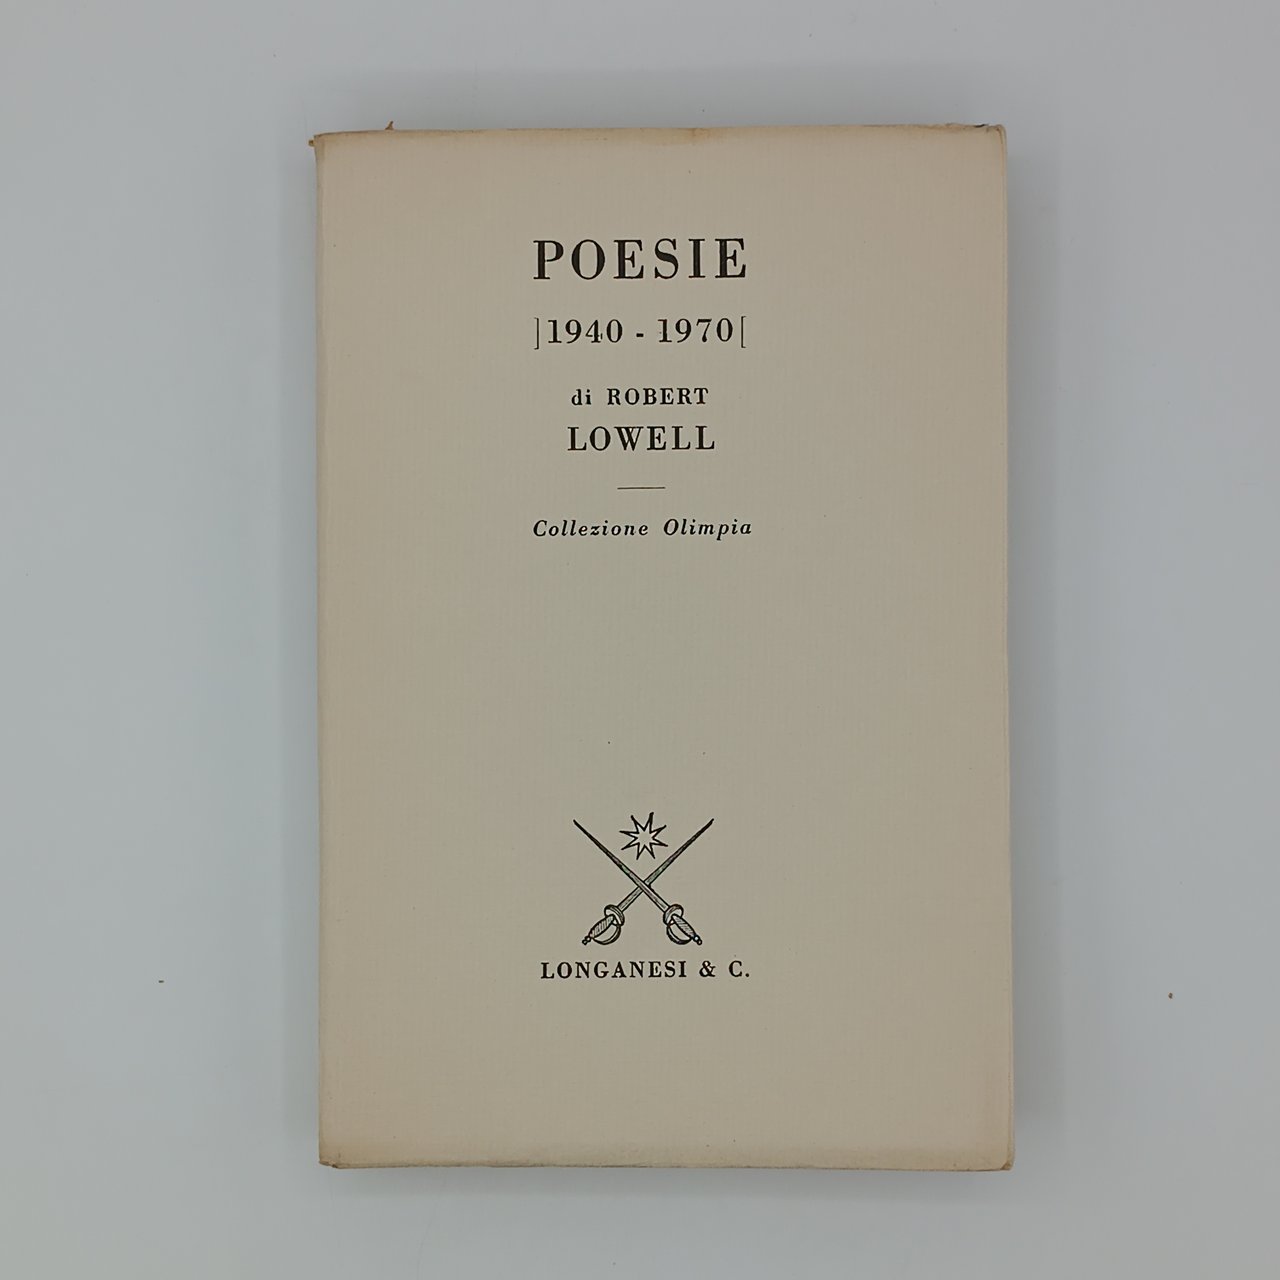 POESIE
]1940 - 1970[
di ROBERT
LOWELL
Collezione Olimpia
LONGANESI & C.